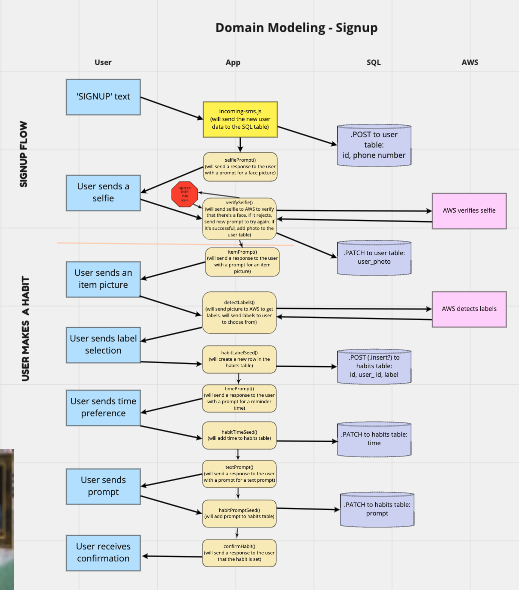 Domain Modeling - Signup
User
App
SQL
AWS
SIGNUP FLOW
'SIGNUP' text
incoming-sms.js
(will send the new user
data to the SQL table)
.POST to user
table:
id, phone number
selfiePrompt()
(will send a response to the user
with a prompt for a face picture)
User sends a
selfie
verifySelfie()
(will send selfie to AWS to verify
that there's a face. if it rejects,
send new prompt to try again. if
it's successful, add photo to the
user table)
AWS verifies selfie
.PATCH to user table:
user_photo
USER MAKES A HABIT
itemPrompt()
(will send a response to the user
with a prompt for an item
picture)
User sends an
item picture
detectLabels()
(will send picture to AWS to get
labels. will send labels to user
to choose from)
AWS detects labels
User sends label
selection
habitLabelSeed()
(will create a new row in the
habits table)
.POST (.insert?) to
habits table:
id, user_id, label
timePrompt()
(will send a response to the user
with a prompt for a reminder
time)
User sends time
preference
habitTimeSeed()
(will add time to habits table)
.PATCH to habits table:
time
textPrompt()
(will send a response to the user
with a prompt for a text prompt)
User sends
prompt
habitPromptSeed()
(will add prompt to habits table)
.PATCH to habits table:
prompt
confirmHabit()
(will send a response to the user
that the habit is set)
User receives
confirmation